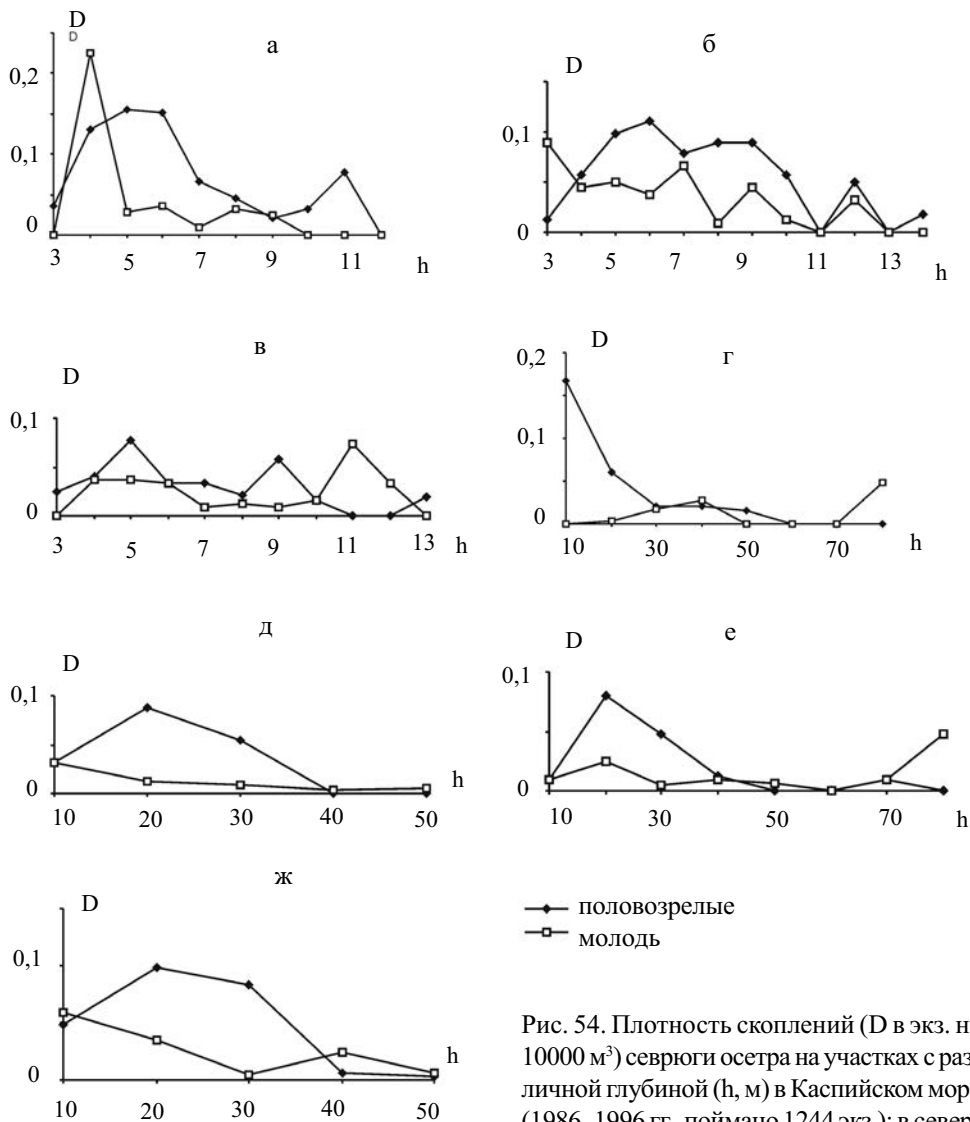 D
D
а
0,2
0,1
0
3 5 7 9 11 h
б
D
0,1
0
3 5 7 9 11 13 h
в
D
0,1
0
3 5 7 9 11 13 h
г
D
0,2
0,1
0
10 30 50 70 h
д
D
0,1
0
10 20 30 40 50 h
е
D
0,1
0
10 30 50 70 h
ж
D
0,1
0
10 20 30 40 50 h
половозрелые
молодь
Рис. 54. Плотность скоплений (D в экз. н
10000 м³) севрюги осетра на участках с раз
личной глубиной (h, м) в Каспийском мор
(1986–1996 гг. поймано 1244 экз.): в север